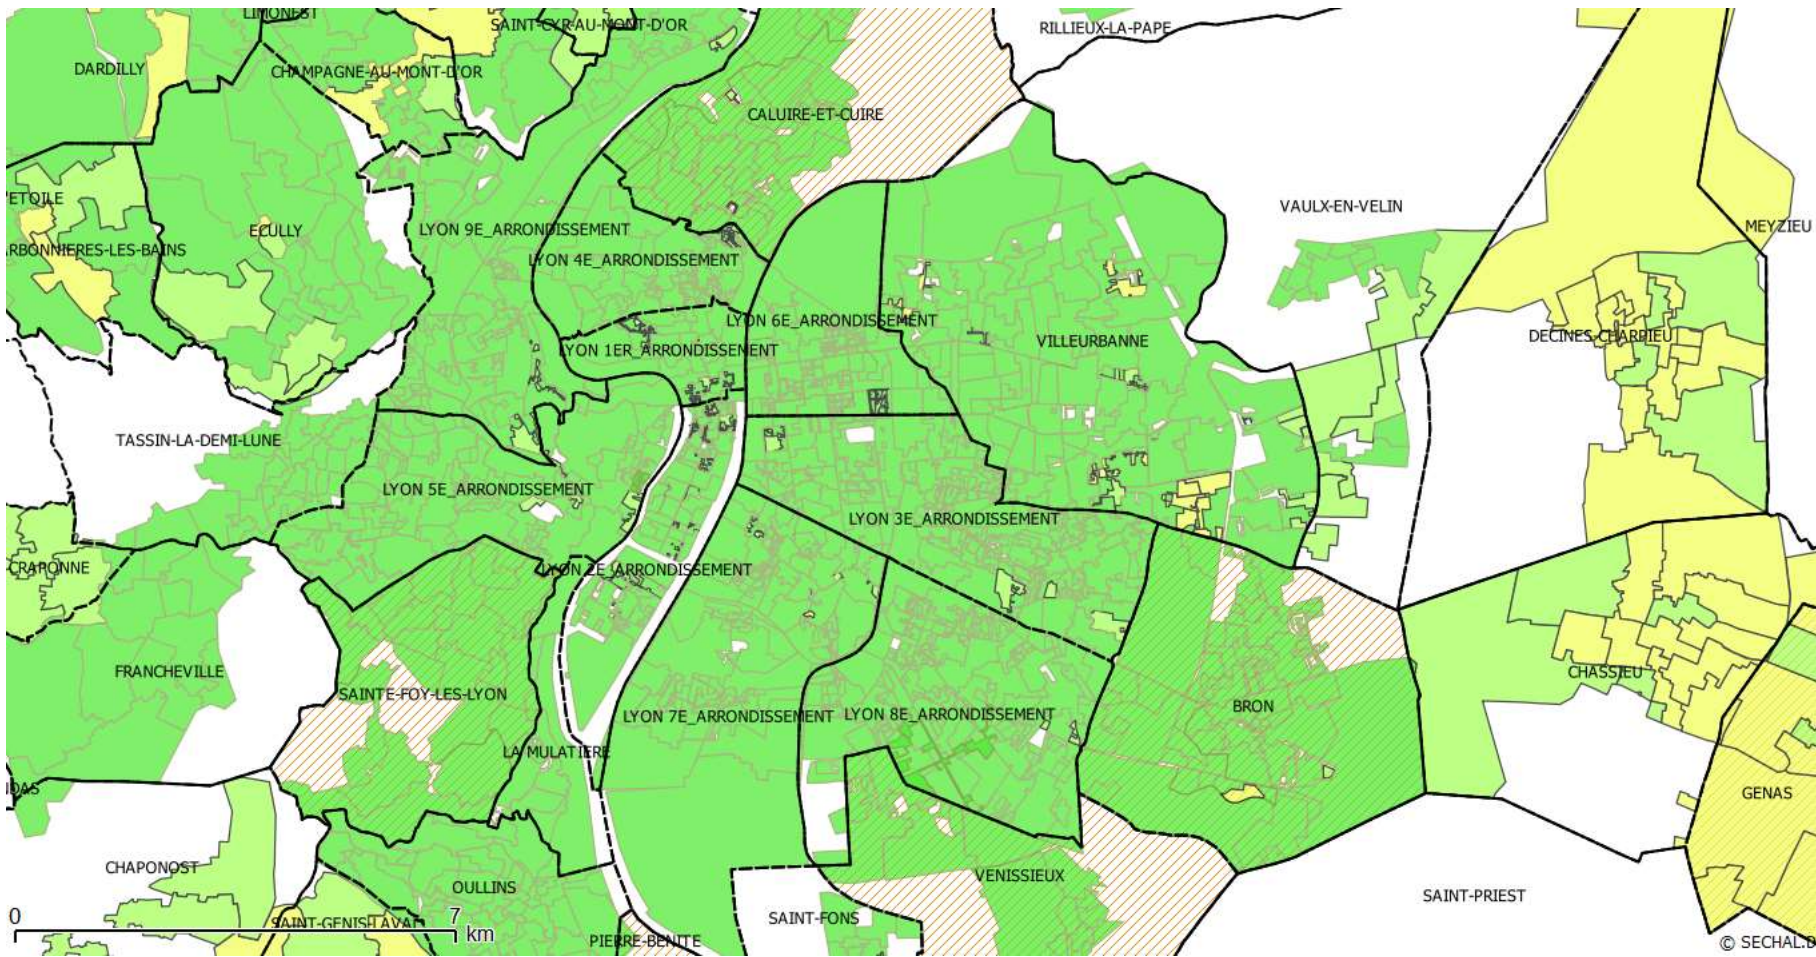 LIMONEST
SAINT-CYR-AU-MONT-D'OR
RILLIEUX-LA-PAPE
DARDILLY
CHAMPAGNE-AU-MONT-D'OR
CALUIRE-ET-CUIRE
ETOILE
VAULX-EN-VELIN
MEYZIEU
ECULLY
LYON 9E_ARRONDISSEMENT
ARBONNIERES-LES-BAINS
LYON 4E_ARRONDISSEMENT
LYON 6E_ARRONDISSEMENT
DECINES-CHARPIEU
VILLEURBANNE
LYON 1ER_ARRONDISSEMENT
TASSIN-LA-DEMI-LUNE
LYON 5E_ARRONDISSEMENT
LYON 3E_ARRONDISSEMENT
CRAPONNE
LYON 2E_ARRONDISSEMENT
FRANCHEVILLE
CHASSIEU
SAINTE-FOY-LES-LYON
BRON
LYON 7E_ARRONDISSEMENT
LYON 8E_ARRONDISSEMENT
LA MULATIERE
NDAS
GENAS
CHAPONOST
VENISSIEUX
OULLINS
SAINT-PRIEST
0
7
km
SAINT-FONS
SAINT-GENIS-LAVAL
PIERRE-BENITE
© SECHAL.D